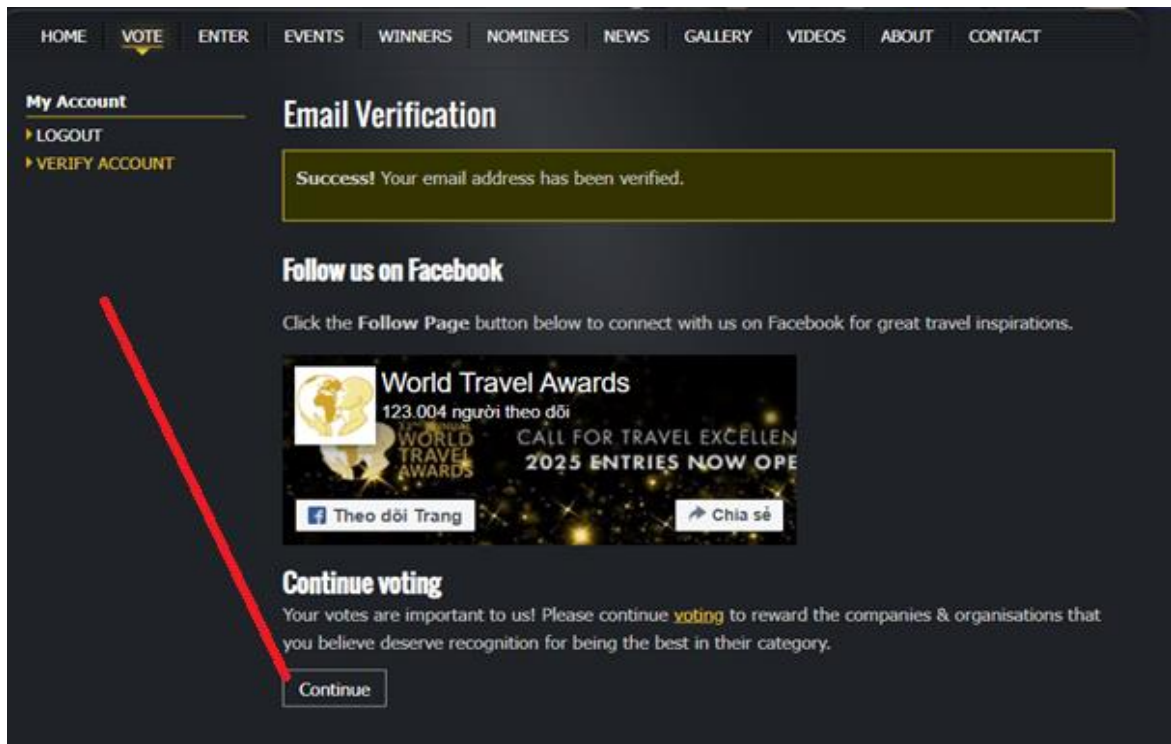 HOME VOTE ENTER EVENTS WINNERS NOMINEES NEWS GALLERY VIDEOS ABOUT CONTACT
My Account
LOGOUT
VERIFY ACCOUNT
Email Verification
Success! Your email address has been verified.
Follow us on Facebook
Click the Follow Page button below to connect with us on Facebook for great travel inspirations.
World Travel Awards
123.004 người theo dõi
WORLD
TRAVEL
AWARDS
CALL FOR TRAVEL EXCELLEN
2025 ENTRIES NOW OPE
Theo dõi Trang
Chia sẻ
Continue voting
Your votes are important to us! Please continue voting to reward the companies & organisations that
you believe deserve recognition for being the best in their category.
Continue